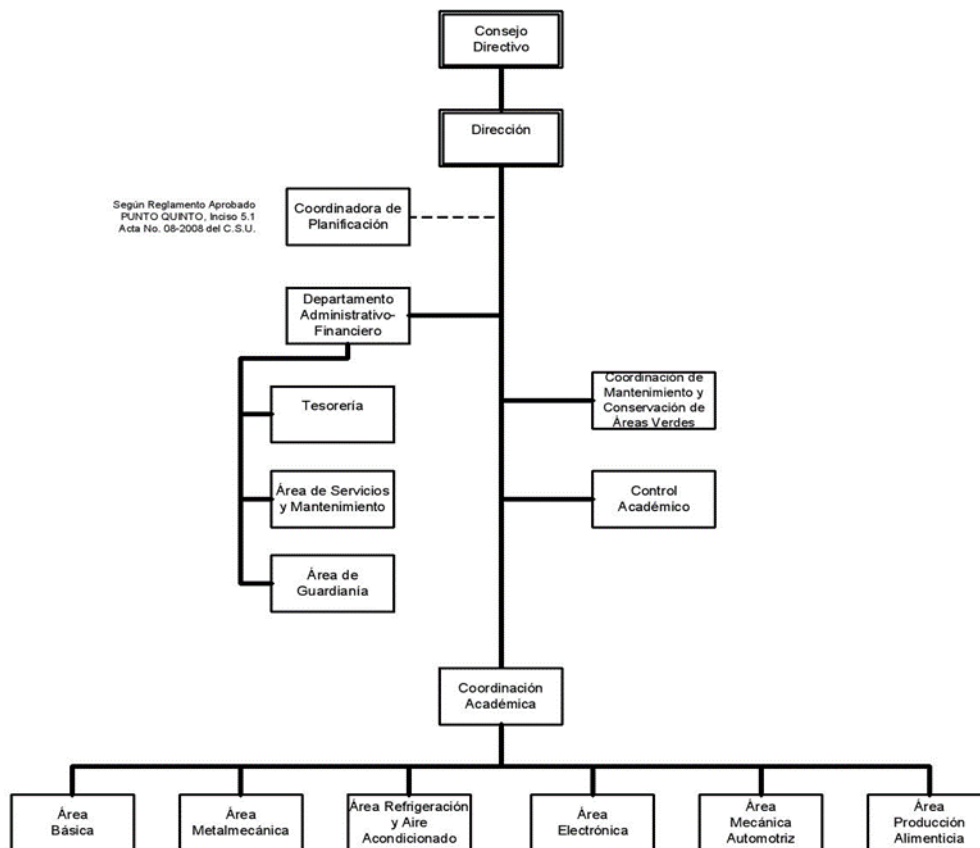 Consejo
Directivo
Dirección
Según Reglamento Aprobado
PUNTO QUINTO, Inciso 5.1
Acta No. 08-2008 del C.S.U.
Coordinadora de
Planificación
Departamento
Administrativo-
Financiero
Tesorería
Área de Servicios
y Mantenimiento
Área de
Guardianía
Coordinación de
Mantenimiento y
Conservación de
Áreas Verdes
Control
Académico
Coordinación
Académica
Área
Básica
Área
Metalmecánica
Área Refrigeración
y Aire
Acondicionado
Área
Electrónica
Área
Mecánica
Automotriz
Área
Producción
Alimenticia